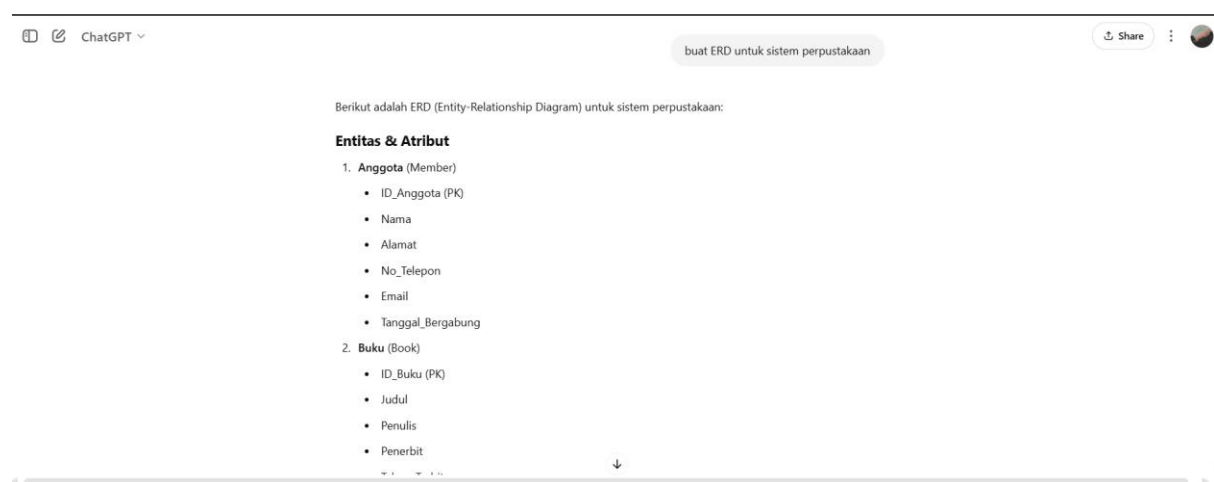 ChatGPT
Share
buat ERD untuk sistem perpustakaan
Berikut adalah ERD (Entity-Relationship Diagram) untuk sistem perpustakaan:
Entitas & Atribut
1. Anggota (Member)
• ID_Anggota (PK)
• Nama
• Alamat
• No_Telepon
• Email
• Tanggal_Bergabung
2. Buku (Book)
• ID_Buku (PK)
• Judul
• Penulis
• Penerbit